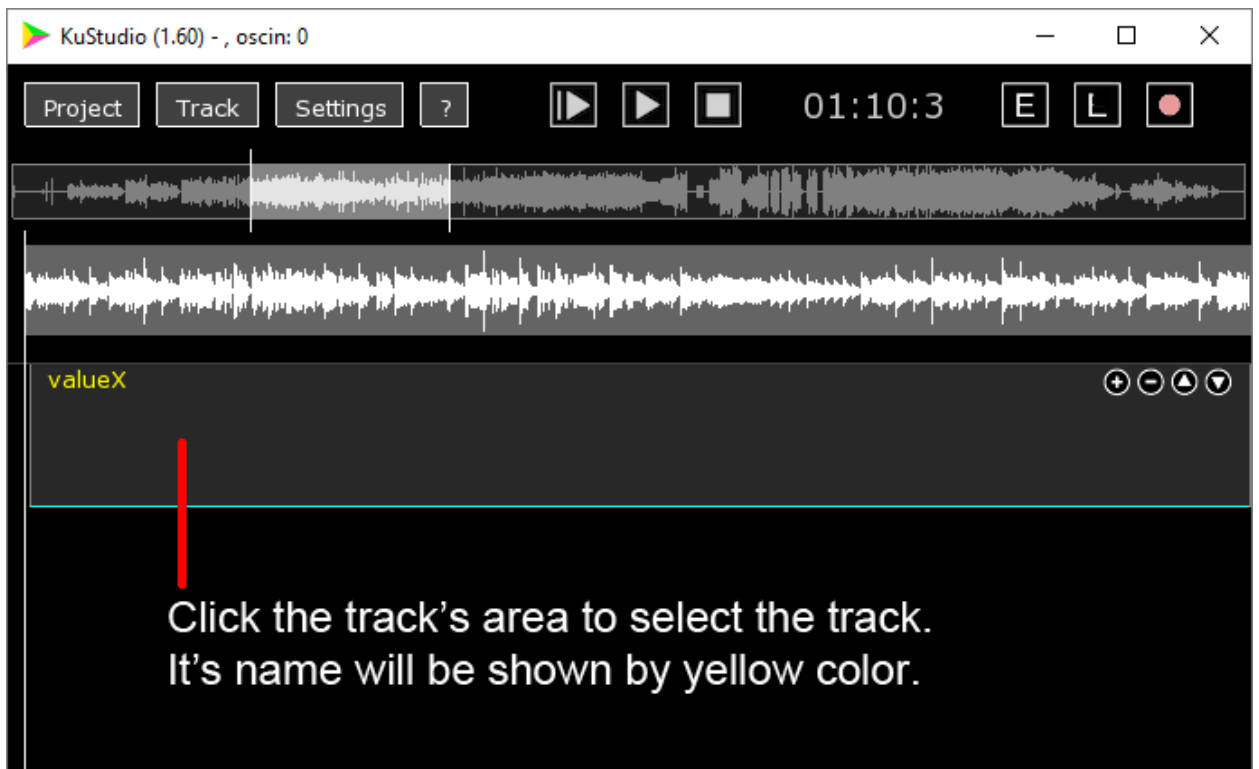 KuStudio (1.60) - , oscin: 0
Project Track Settings ? 01:10:3 E L
valueX
Click the track’s area to select the track.
It’s name will be shown by yellow color.